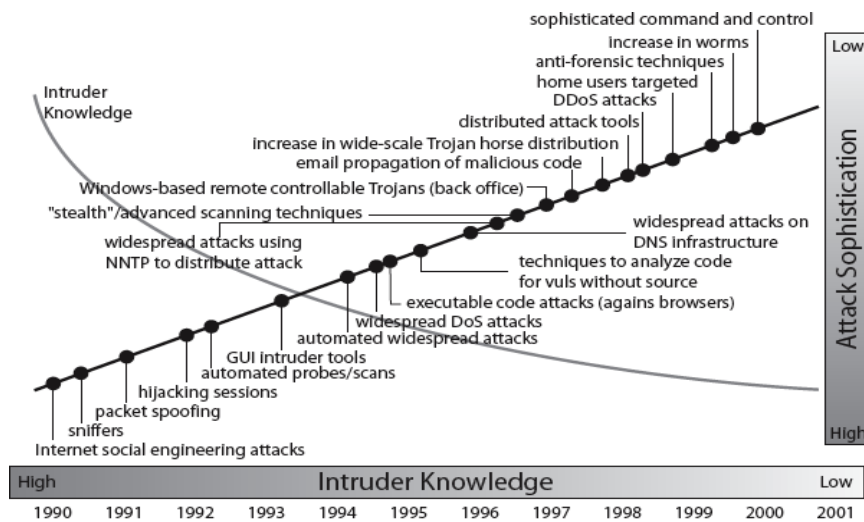 sophisticated command and control
increase in worms
anti-forensic techniques
home users targeted
DDoS attacks
distributed attack tools
increase in wide-scale Trojan horse distribution
email propagation of malicious code
Windows-based remote controllable Trojans (back office)
"stealth"/advanced scanning techniques
widespread attacks using
NNTP to distribute attack
widespread attacks on
DNS infrastructure
techniques to analyze code
for vuls without source
executable code attacks (agains browsers)
widespread DoS attacks
automated widespread attacks
GUI intruder tools
automated probes/scans
hijacking sessions
packet spoofing
sniffers
Internet social engineering attacks
Intruder
Knowledge
Low
Attack Sophistication
High
High
Intruder Knowledge
Low
1990 1991 1992 1993 1994 1995 1996 1997 1998 1999 2000 2001